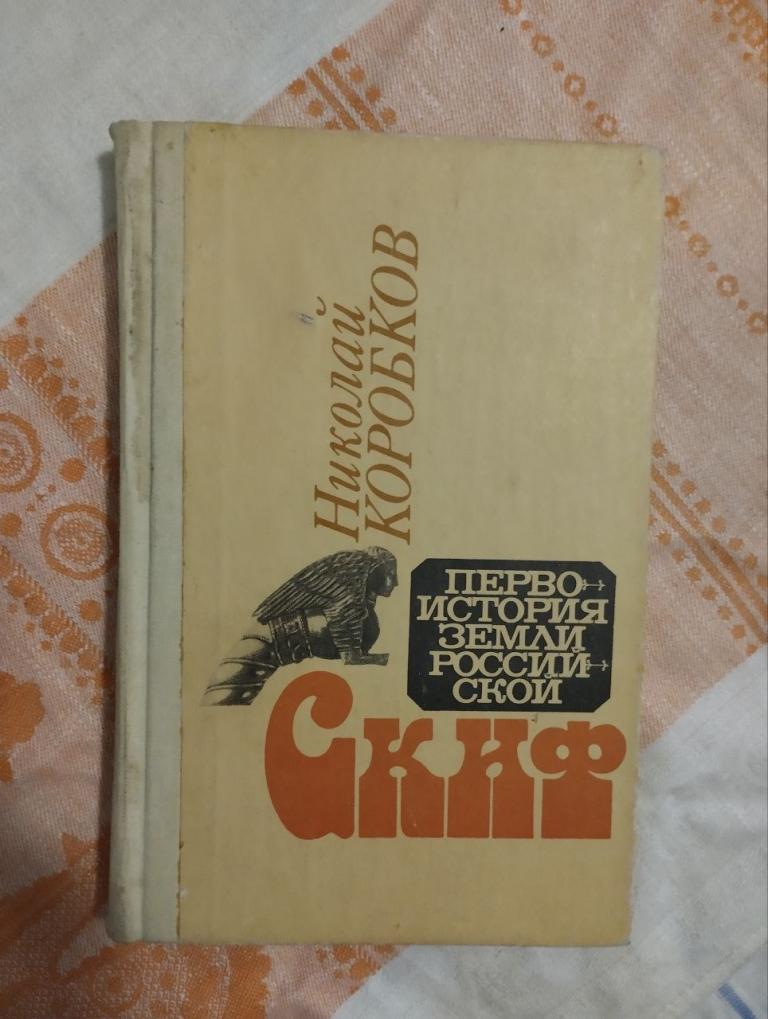 Николай
КОРОБКОВ
ПЕРВО-
ИСТОРИЯ
ЗЕМЛИ
РОССИЙ-
СКОЙ
Скиф